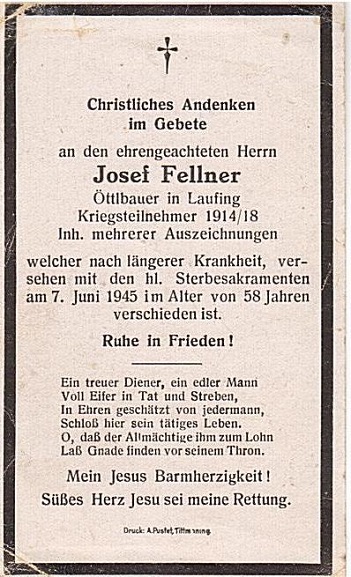 Christliches Andenken
im Gebete
an den ehrengeachteten Herrn
Josef Fellner
Öttlbauer in Laufing
Kriegsteilnehmer 1914/18
Inh. mehrerer Auszeichnungen
welcher nach längerer Krankheit, ver-
sehen mit den hl. Sterbesakramenten
am 7. Juni 1945 im Alter von 58 Jahren
verschieden ist.
Ruhe in Frieden!
Ein treuer Diener, ein edler Mann
Voll Eifer in Tat und Streben,
In Ehren geschätzt von jedermann,
Schloß hier sein tätiges Leben.
O, daß der Allmächtige ihm zum Lohn
Laß Gnade finden vor seinem Thron.
Mein Jesus Barmherzigkeit!
Süßes Herz Jesu sei meine Rettung.
Druck: A. Pustet, Tittmoning.